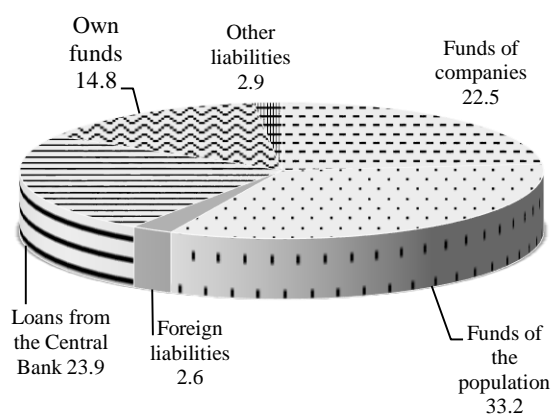 Own
funds
14.8
Other
liabilities
2.9
Funds of
companies
22.5
Loans from
the Central
Bank 23.9
Foreign
liabilities
2.6
Funds of
the
population
33.2